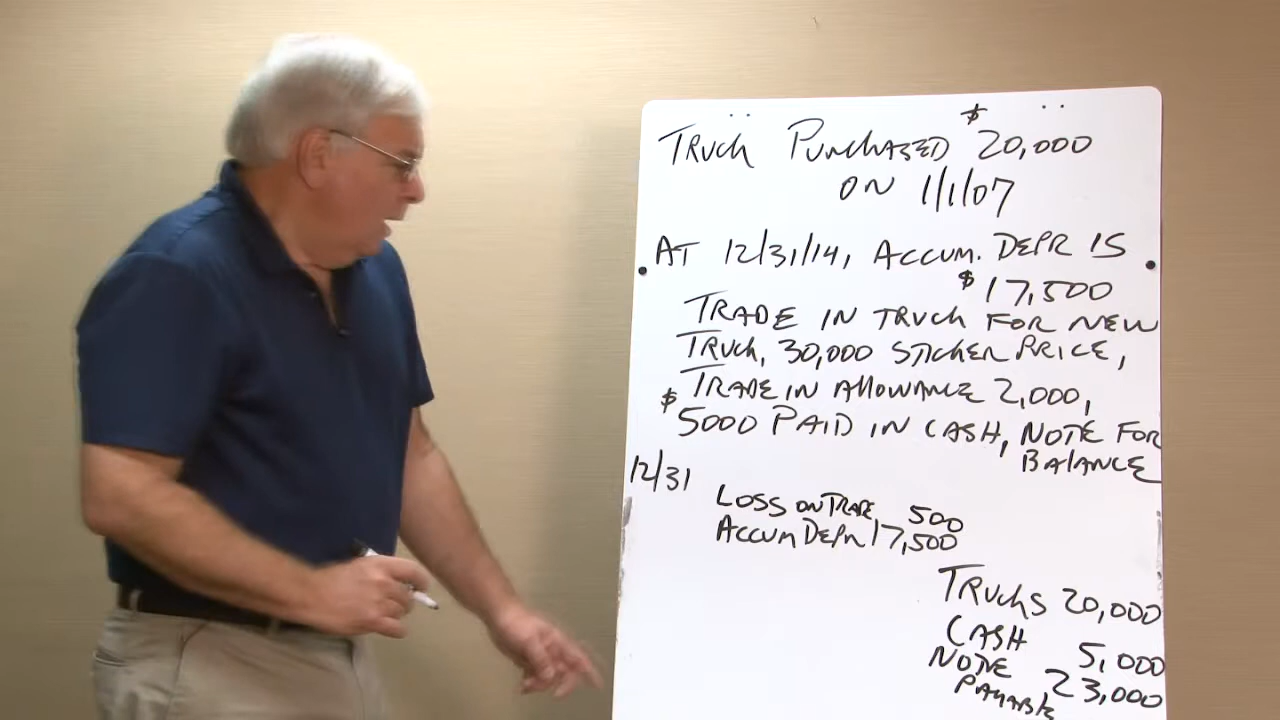 TRUCK PURCHASED $20,000
ON 1/1/07
AT 12/31/14, ACCUM. DEPR IS
$17,500
TRADE IN TRUCK FOR NEW
TRUCK, 30,000 STICKER PRICE,
TRADE IN ALLOWANCE 2,000,
$5000 PAID IN CASH, NOTE FOR
BALANCE
12/31
LOSS ON TRADE 500
ACCUM DEPR 17,500
TRUCKS 20,000
CASH 5,000
NOTE PAYABLE 23,000